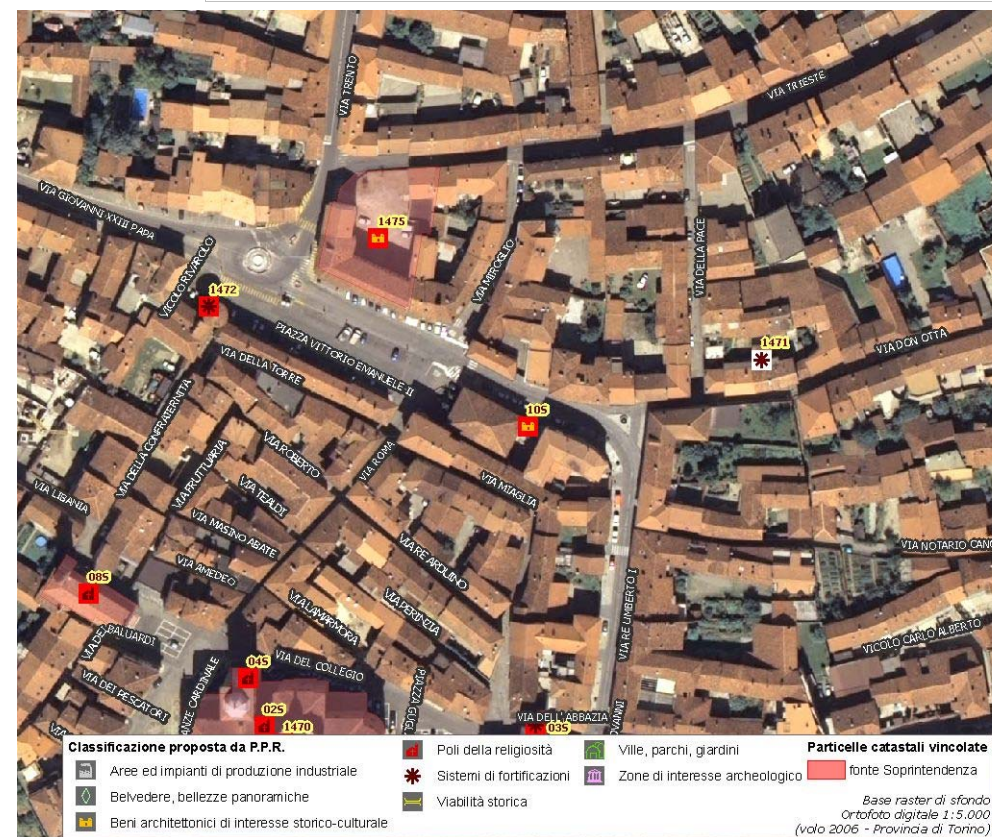 VIA TRENTO
VIA TRIESTE
VIA GIOVANNI XXIII PAPA
1475
VICOLO RIVAROLO
VIA MIROGLIO
VIA DELLA PACE
1472
PIAZZA VITTORIO EMANUELE II
1471
VIA DON OTTA
VIA DELLA TORRE
10S
VIA DELLA CONFRATERNITA
VIA FRUTTUARIA
VIA ROBERTO
VIA ROMA
VIA TEALDI
VIA MIAGLIA
VIA LIBANIA
VIA MASINO ABATE
VIA RE ARDUINO
VIA NOTARIO CANO
VIA AMEDEO
08S
VIA LAMARMORA
VIA PERINZIA
VIA RE UMBERTO I
VIA DEI BALUARDI
VICOLO CARLO ALBERTO
04S
VIA DEL COLLEGIO
VIA DEI PESCATORI
ANZE CARDINALE
PIAZZA GUGL
02S
1470
VIA DELL'ABBAZIA
03S
OVANNI
VIA
Classificazione proposta da P.P.R.
Aree ed impianti di produzione industriale
Belvedere, bellezze panoramiche
Beni architettonici di interesse storico-culturale
Poli della religiosità
Sistemi di fortificazioni
Viabilità storica
Ville, parchi, giardini
Zone di interesse archeologico
Particelle catastali vincolate
fonte Soprintendenza
Base raster di sfondo
Ortofoto digitale 1:5.000
(volo 2006 - Provincia di Torino)